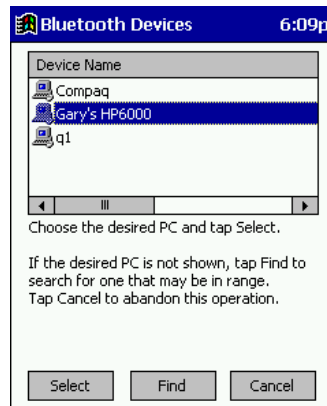 Bluetooth Devices 6:09p
Device Name
Compaq
Gary's HP6000
q1
Choose the desired PC and tap Select.
If the desired PC is not shown, tap Find to
search for one that may be in range.
Tap Cancel to abandon this operation.
Select Find Cancel